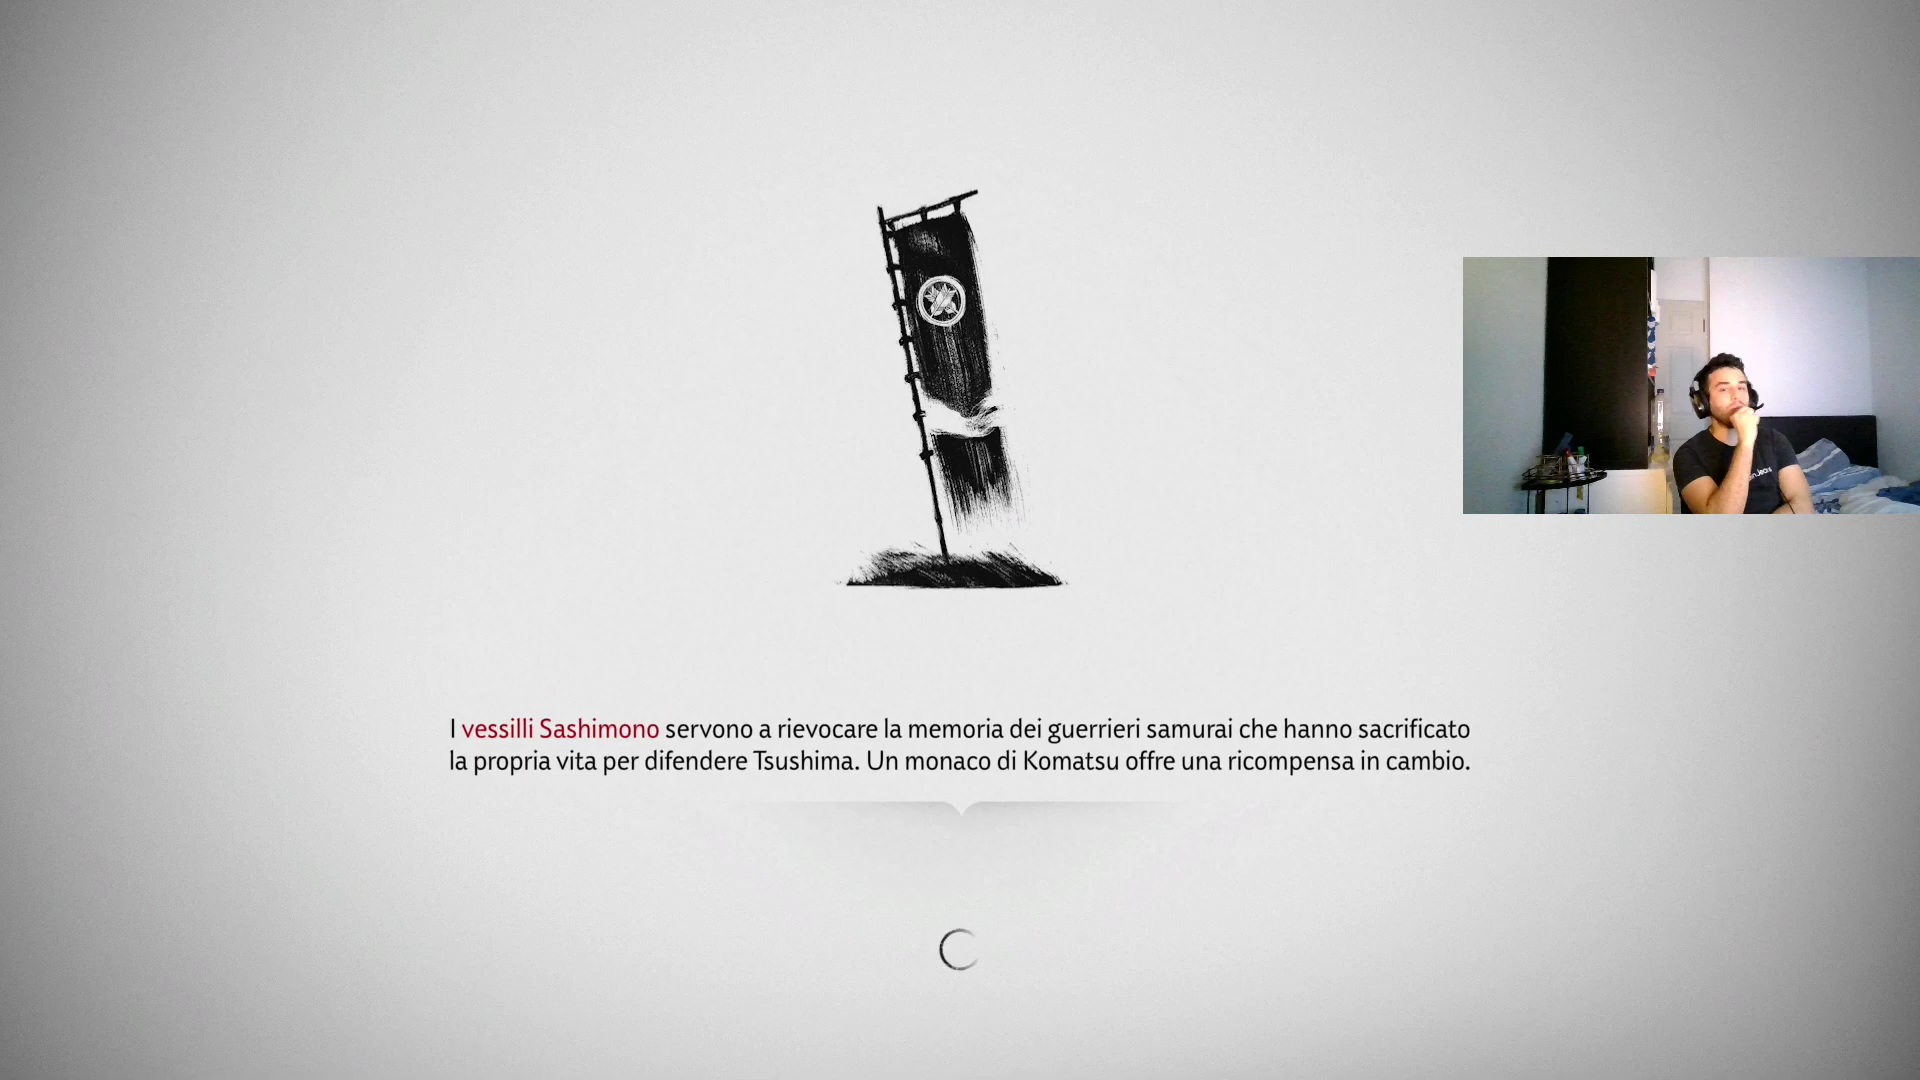 I vessilli Sashimono servono a rievocare la memoria dei guerrieri samurai che hanno sacrificato
la propria vita per difendere Tsushima. Un monaco di Komatsu offre una ricompensa in cambio.